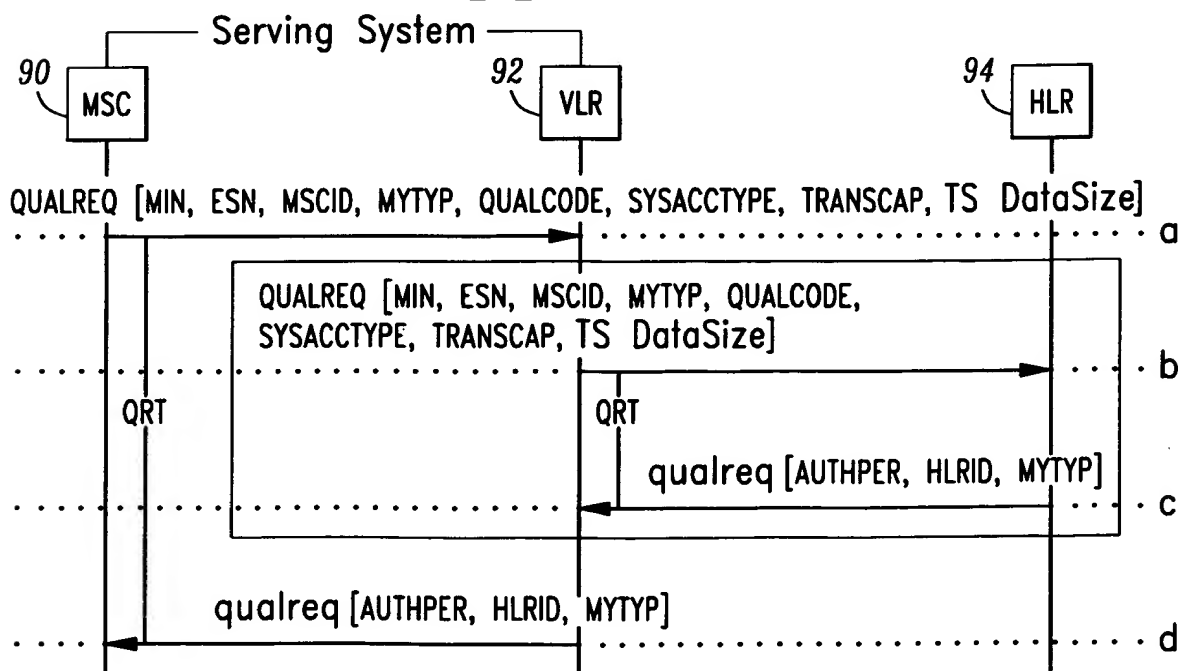 Serving System
90 MSC
92 VLR
94 HLR
QUALREQ [MIN, ESN, MSCID, MYTYP, QUALCODE, SYSACCTYPE, TRANSCAP, TS DataSize]
a
QUALREQ [MIN, ESN, MSCID, MYTYP, QUALCODE,
SYSACCTYPE, TRANSCAP, TS DataSize]
b
QRT
QRT
qualreq [AUTHPER, HLRID, MYTYP]
c
qualreq [AUTHPER, HLRID, MYTYP]
d